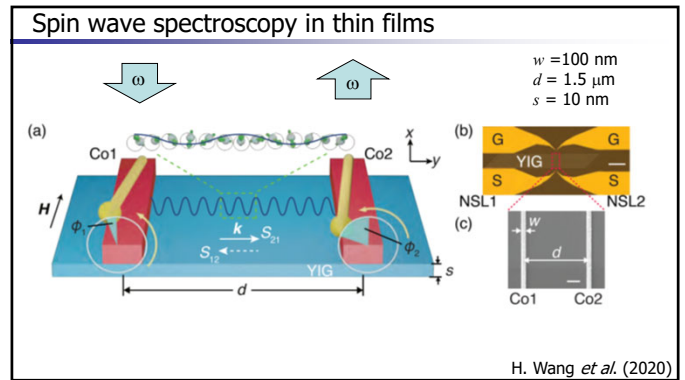 Spin wave spectroscopy in thin films
w =100 nm
d = 1.5 μm
s = 10 nm
ω
ω
(a)
Co1
Co2
x
y
H
ϕ1
k
S21
S12
ϕ2
YIG
s
d
(b)
G
G
YIG
S
S
NSL1
NSL2
(c)
w
d
Co1
Co2
H. Wang et al. (2020)